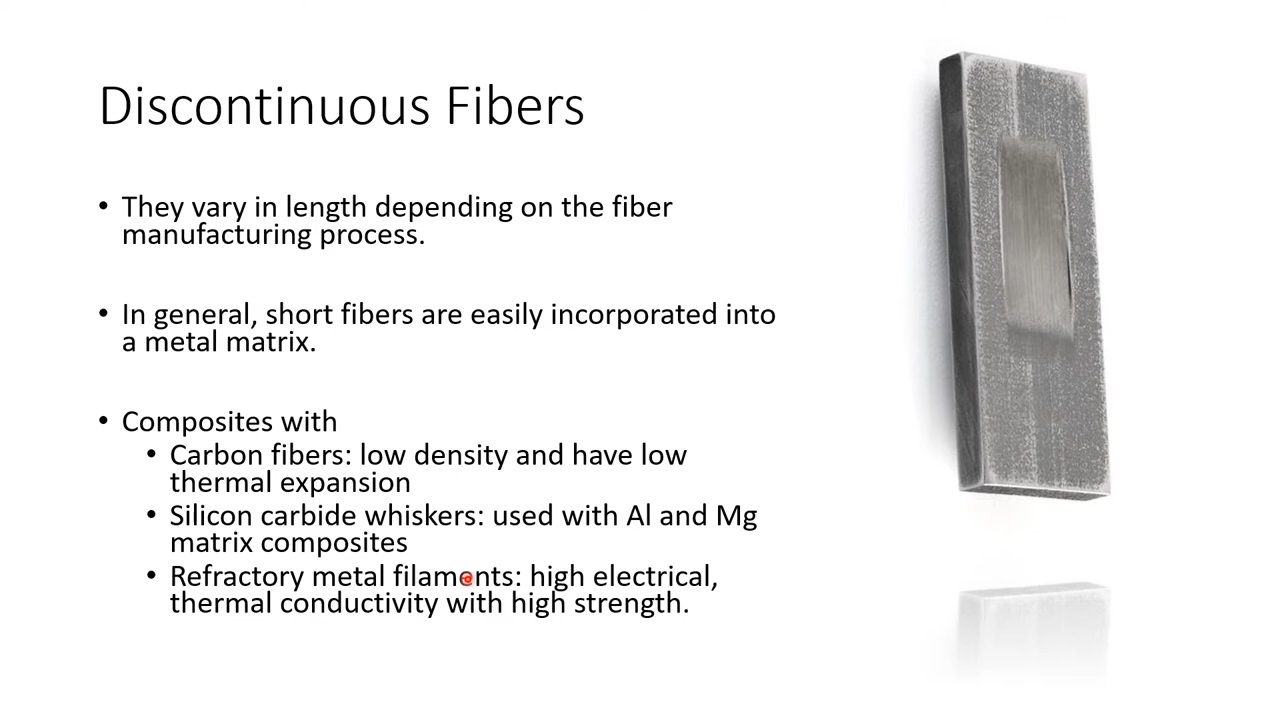 Discontinuous Fibers
• They vary in length depending on the fiber
manufacturing process.
• In general, short fibers are easily incorporated into
a metal matrix.
• Composites with
• Carbon fibers: low density and have low
thermal expansion
• Silicon carbide whiskers: used with Al and Mg
matrix composites
• Refractory metal filaments: high electrical,
thermal conductivity with high strength.